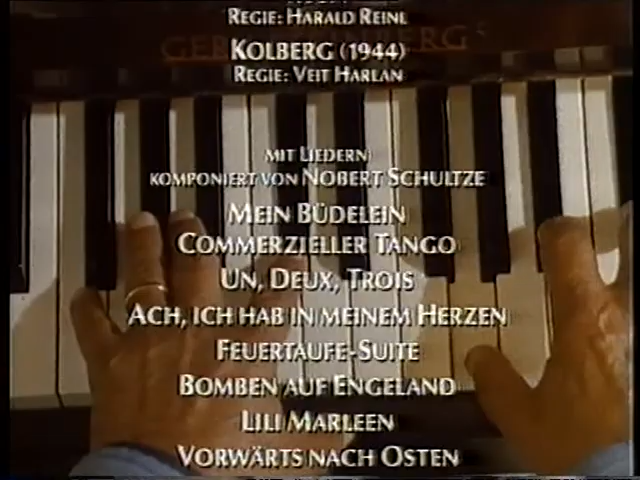 Regie: Harald Reinl
Kolberg (1944)
Regie: Veit Harlan
mit Liedern
komponiert von Nobert Schultze
Mein Büdelein
Commerzieller Tango
Un, Deux, Trois
Ach, ich hab in meinem Herzen
Feuertaufe-Suite
Bomben auf Engeland
Lili Marleen
Vorwärts nach Osten